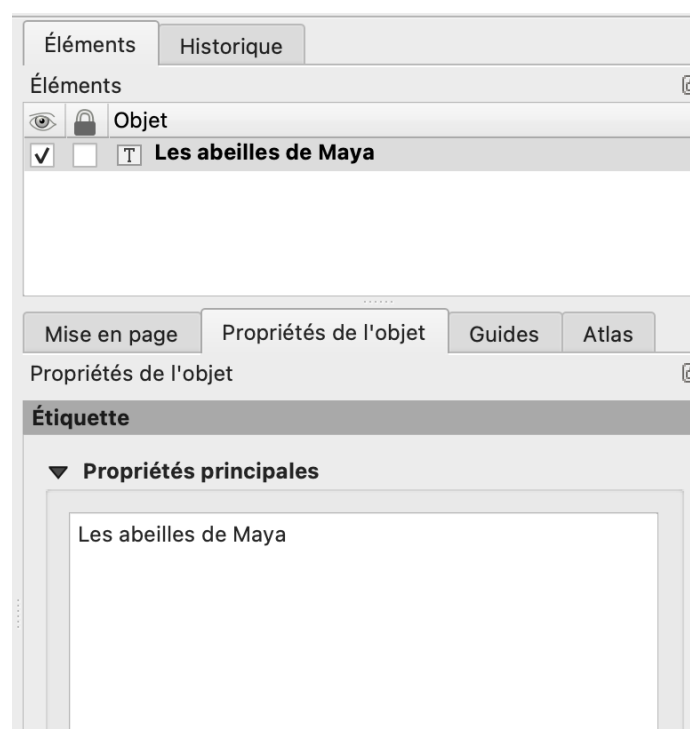 Éléments Historique
Éléments
Objet
T Les abeilles de Maya
Mise en page Propriétés de l'objet Guides Atlas
Propriétés de l'objet
Étiquette
Propriétés principales
Les abeilles de Maya